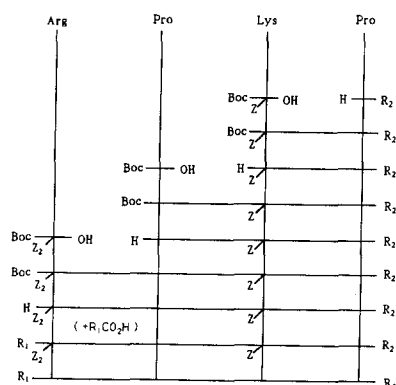 Arg Pro Lys Pro
Boc OH H R₂
Z
Boc R₂
Z
Boc OH H R₂
Z
Boc R₂
Z
Boc OH H R₂
Z₂ Z
Boc R₂
Z₂ Z
H R₂
Z₂ Z
(+R₁CO₂H)
R₁ R₂
Z₂ Z
R₁ R₂